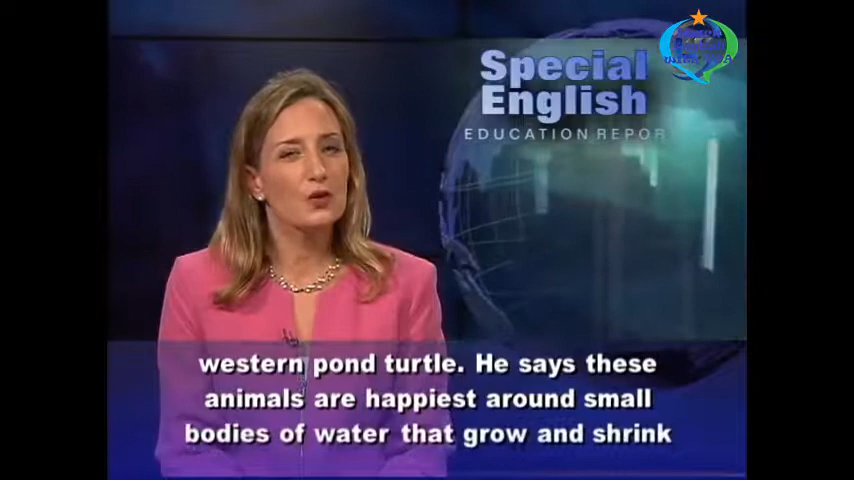 Special
English
EDUCATION REPORT
western pond turtle. He says these
animals are happiest around small
bodies of water that grow and shrink